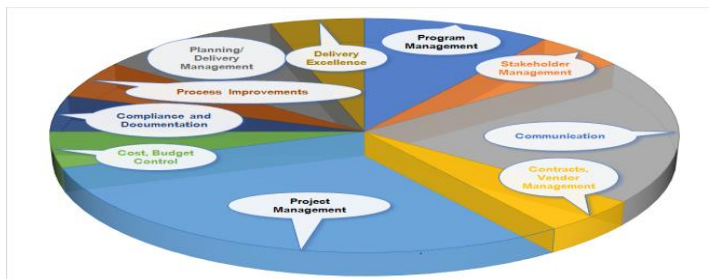 Planning/
Delivery
Management
Delivery
Excellence
Program
Management
Stakeholder
Management
Process Improvements
Compliance and
Documentation
Communication
Cost, Budget
Control
Contracts,
Vendor
Management
Project
Management